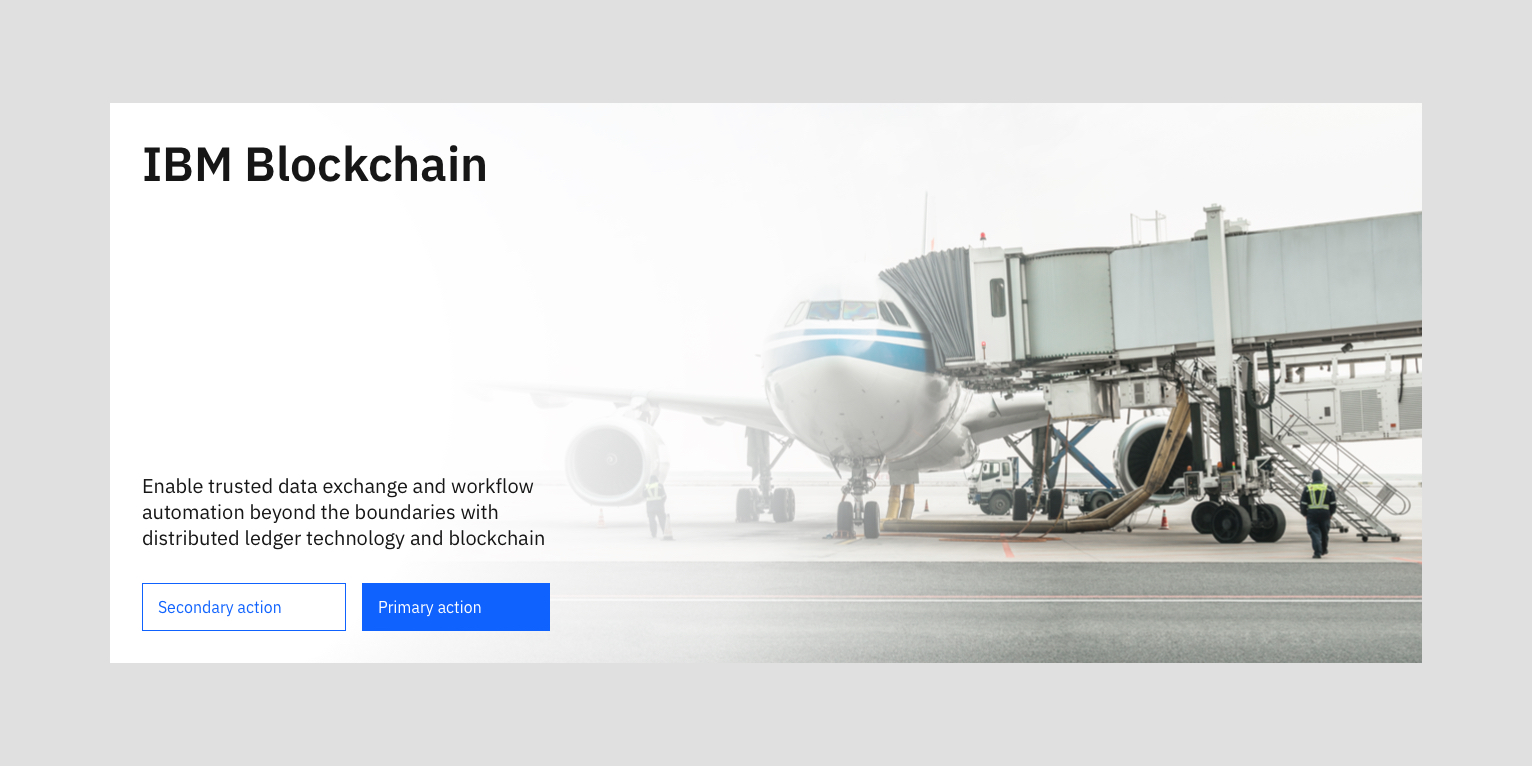 IBM Blockchain
Enable trusted data exchange and workflow
automation beyond the boundaries with
distributed ledger technology and blockchain
Secondary action
Primary action